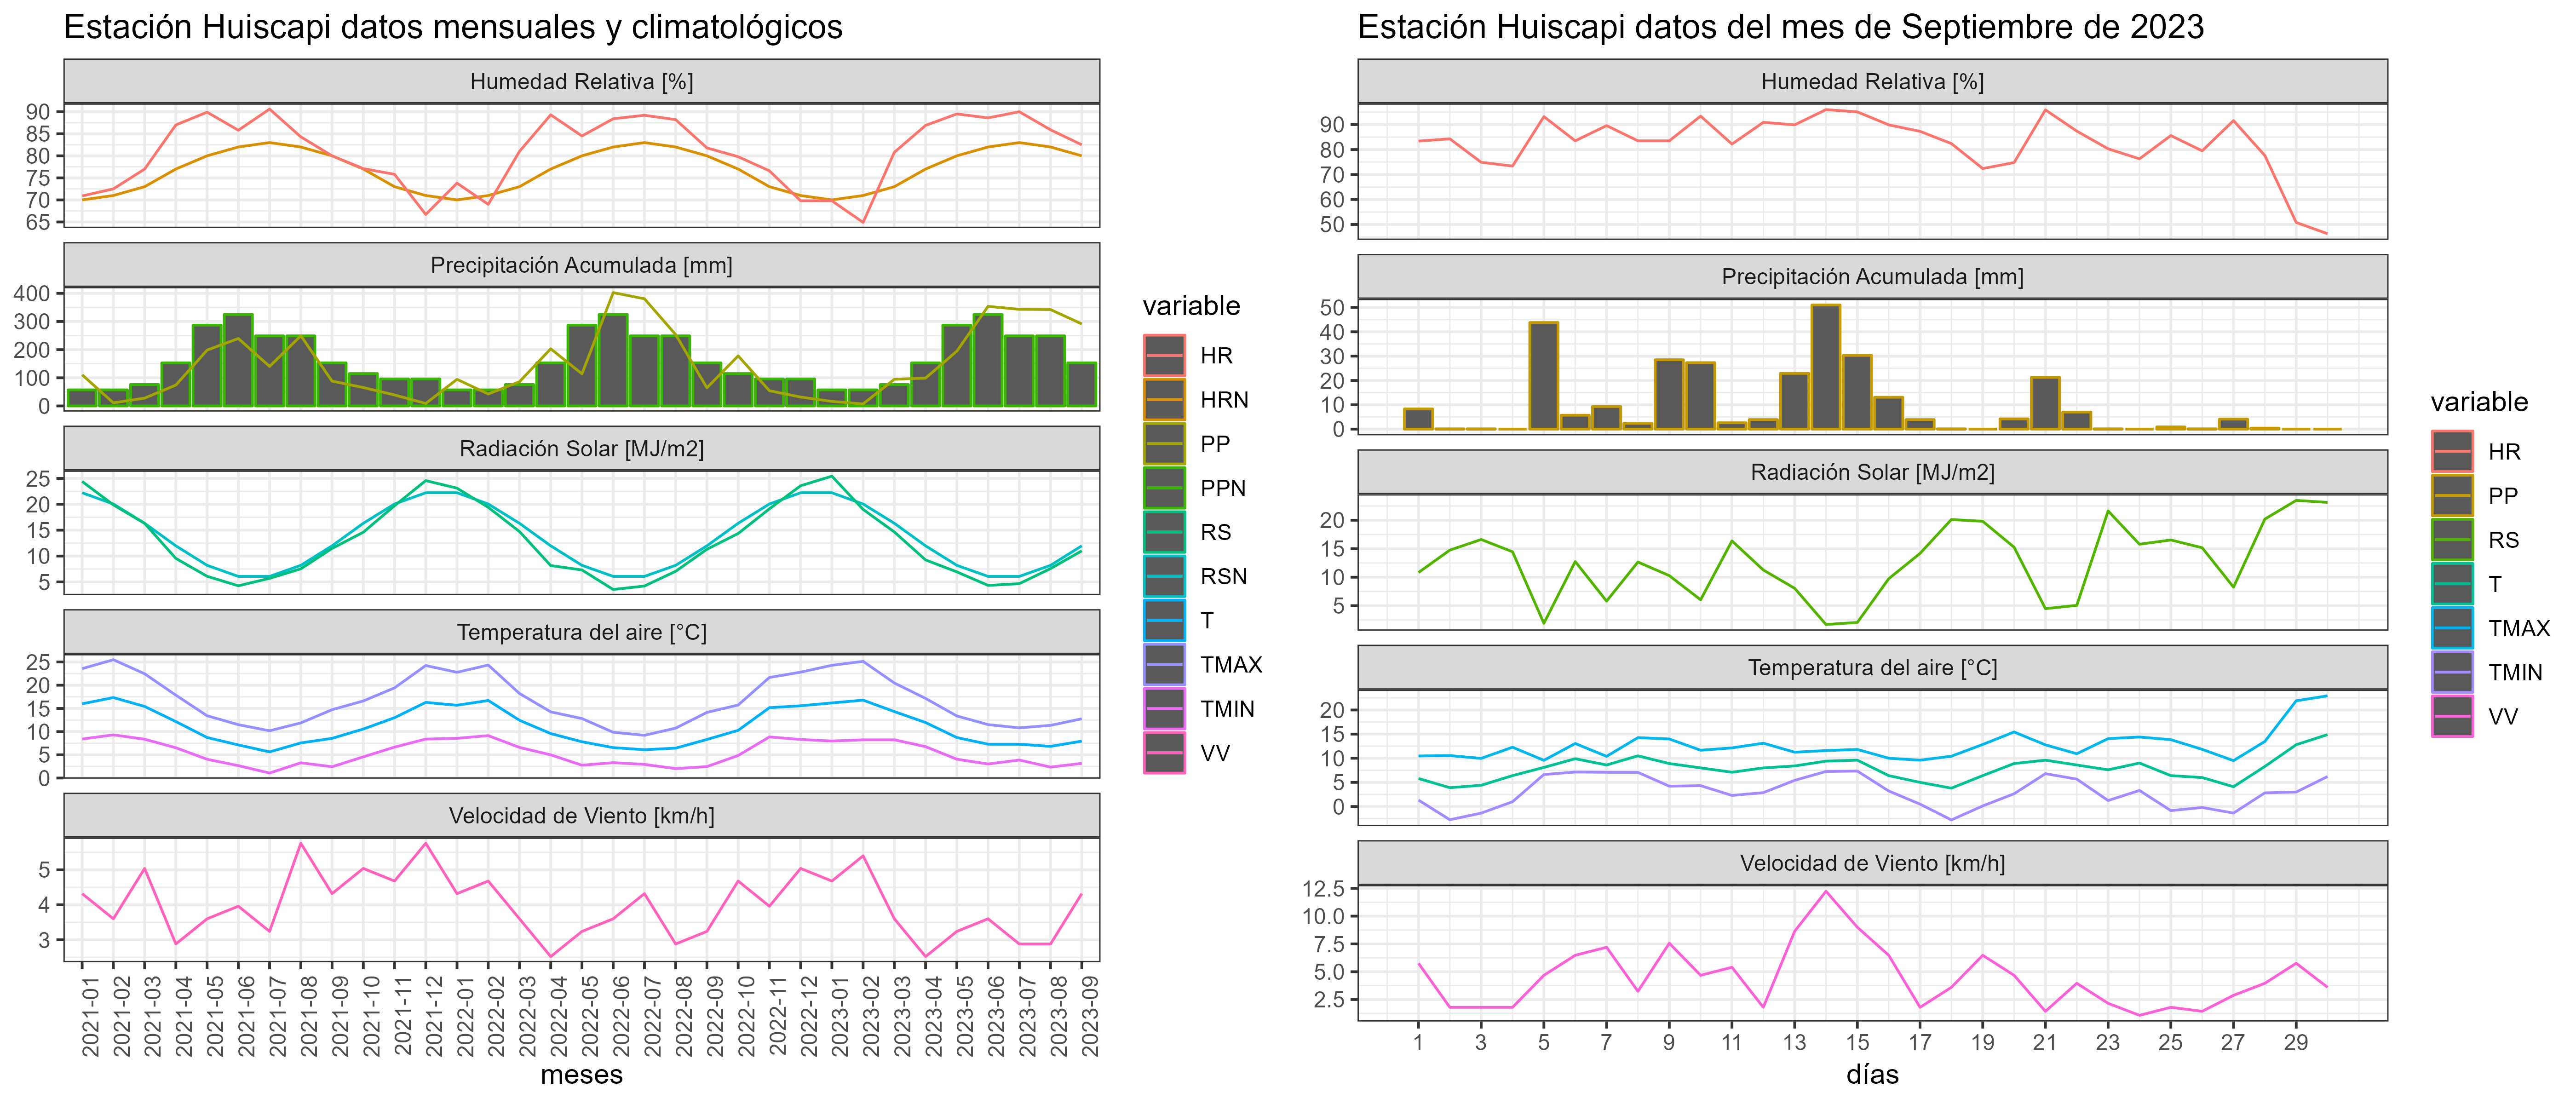 Estación Huiscapi datos mensuales y climatológicos
Humedad Relativa [%]
90
85
80
75
70
65
Precipitación Acumulada [mm]
400
300
200
100
0
Radiación Solar [MJ/m2]
25
20
15
10
5
Temperatura del aire [°C]
25
20
15
10
5
0
Velocidad de Viento [km/h]
5
4
3
2021-01
2021-02
2021-03
2021-04
2021-05
2021-06
2021-07
2021-08
2021-09
2021-10
2021-11
2021-12
2022-01
2022-02
2022-03
2022-04
2022-05
2022-06
2022-07
2022-08
2022-09
2022-10
2022-11
2022-12
2023-01
2023-02
2023-03
2023-04
2023-05
2023-06
2023-07
2023-08
2023-09
meses
variable
HR
HRN
PP
PPN
RS
RSN
T
TMAX
TMIN
VV
Estación Huiscapi datos del mes de Septiembre de 2023
Humedad Relativa [%]
90
80
70
60
50
Precipitación Acumulada [mm]
50
40
30
20
10
0
Radiación Solar [MJ/m2]
20
15
10
5
Temperatura del aire [°C]
20
15
10
5
0
Velocidad de Viento [km/h]
12.5
10.0
7.5
5.0
2.5
1 3 5 7 9 11 13 15 17 19 21 23 25 27 29
días
variable
HR
PP
RS
T
TMAX
TMIN
VV